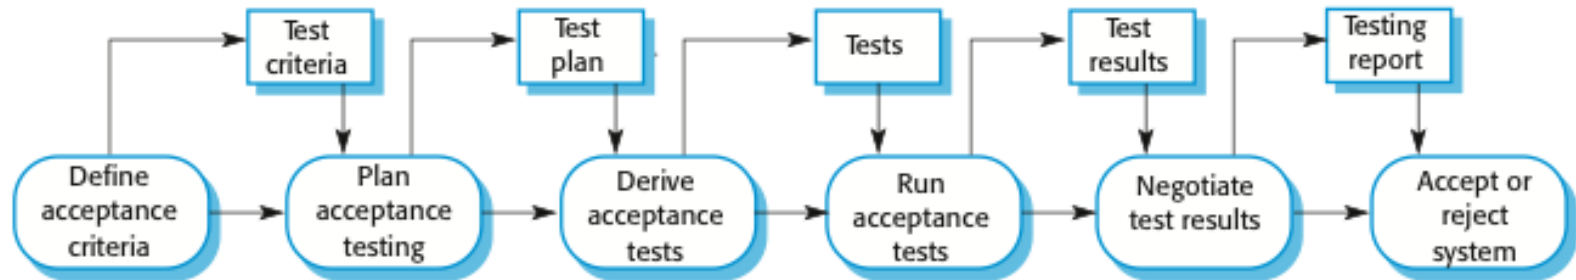 Test
criteria
Test
plan
Tests
Test
results
Testing
report
Define
acceptance
criteria
Plan
acceptance
testing
Derive
acceptance
tests
Run
acceptance
tests
Negotiate
test results
Accept or
reject
system